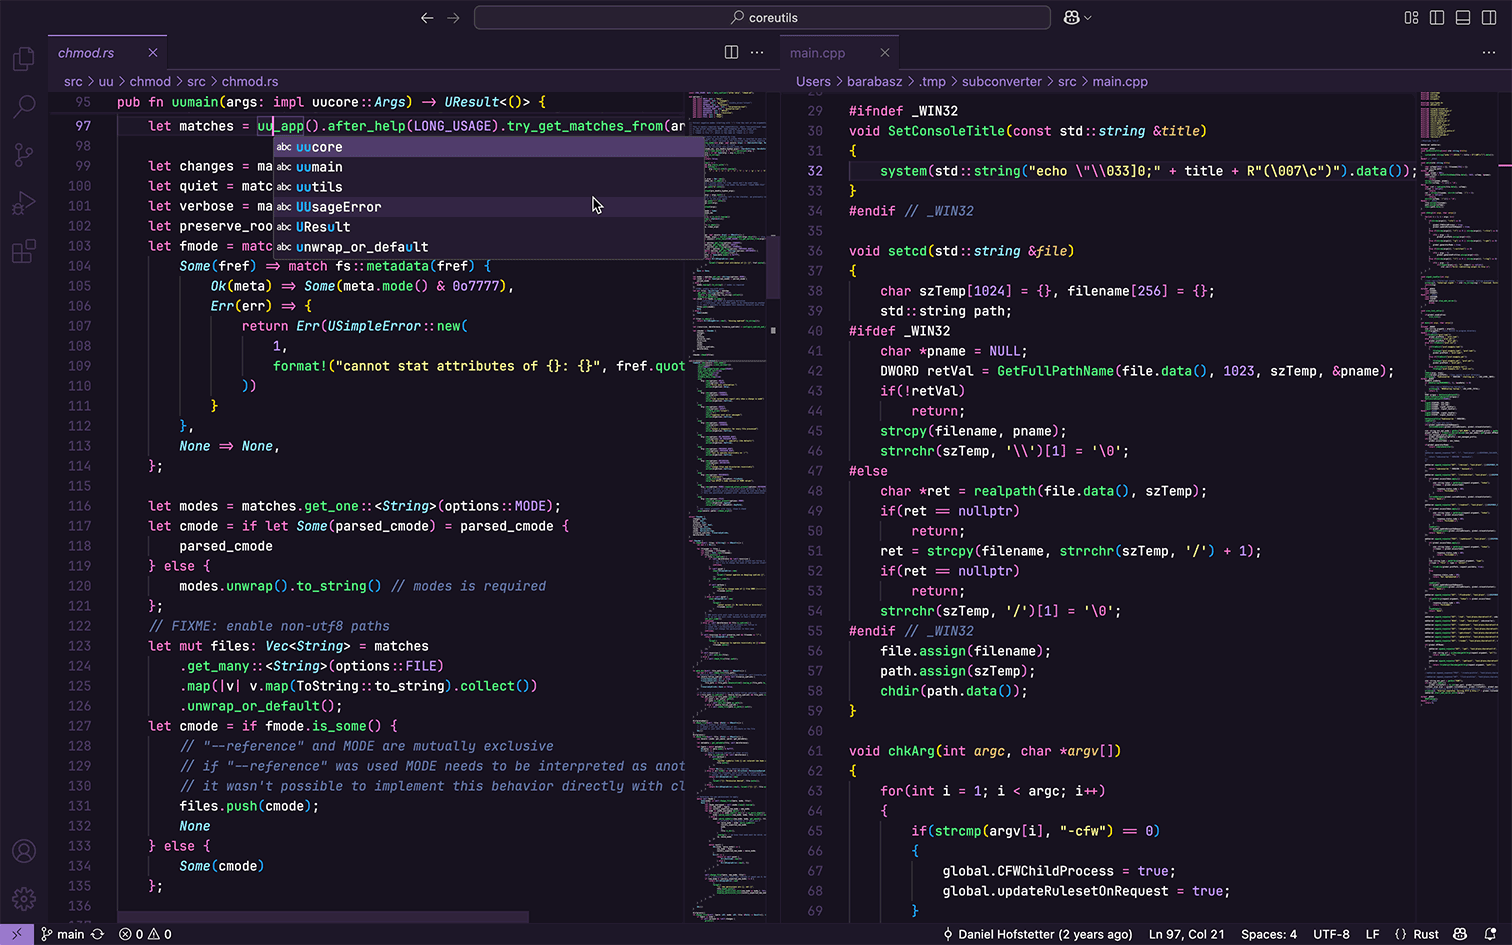 coreutils
chmod.rs
src > uu > chmod > src > chmod.rs
95 pub fn uumain(args: impl uucore::Args) → UResult<()> {
97 let matches = uu_app().after_help(LONG_USAGE).try_get_matches_from(ar
abc uucore
98
abc uumain
99 let changes = ma
abc uutils
100 let quiet = matc
abc UUsageError
101 let verbose = ma
abc UResult
102 let preserve_roo
abc unwrap_or_default
103 let fmode = matc
104 Some(fref) ⇒ match fs::metadata(fref) {
105 Ok(meta) ⇒ Some(meta.mode() & 0o7777),
106 Err(err) ⇒ {
107 return Err(USimpleError::new(
108 1,
109 format!("cannot stat attributes of {}: {}", fref.quot
110 ))
111 }
112 },
113 None ⇒ None,
114 };
115
116 let modes = matches.get_one::<String>(options::MODE);
117 let cmode = if let Some(parsed_cmode) = parsed_cmode {
118 parsed_cmode
119 } else {
120 modes.unwrap().to_string() // modes is required
121 };
122 // FIXME: enable non-utf8 paths
123 let mut files: Vec<String> = matches
124 .get_many::<String>(options::FILE)
125 .map(|v| v.map(ToString::to_string).collect())
126 .unwrap_or_default();
127 let cmode = if fmode.is_some() {
128 // "--reference" and MODE are mutually exclusive
129 // if "--reference" was used MODE needs to be interpreted as anot
130 // it wasn't possible to implement this behavior directly with cl
131 files.push(cmode);
132 None
133 } else {
134 Some(cmode)
135 };
136
main.cpp
Users > barabasz > .tmp > subconverter > src > main.cpp
29 #ifndef _WIN32
30 void SetConsoleTitle(const std::string &title)
31 {
32 system(std::string("echo \"\\033]0;" + title + R"(\007\c")").data());
33 }
34 #endif // _WIN32
35
36 void setcd(std::string &file)
37 {
38 char szTemp[1024] = {}, filename[256] = {};
39 std::string path;
40 #ifdef _WIN32
41 char *pname = NULL;
42 DWORD retVal = GetFullPathName(file.data(), 1023, szTemp, &pname);
43 if(!retVal)
44 return;
45 strcpy(filename, pname);
46 strrchr(szTemp, '\\')[1] = '\0';
47 #else
48 char *ret = realpath(file.data(), szTemp);
49 if(ret == nullptr)
50 return;
51 ret = strcpy(filename, strrchr(szTemp, '/') + 1);
52 if(ret == nullptr)
53 return;
54 strrchr(szTemp, '/')[1] = '\0';
55 #endif // _WIN32
56 file.assign(filename);
57 path.assign(szTemp);
58 chdir(path.data());
59 }
60
61 void chkArg(int argc, char *argv[])
62 {
63 for(int i = 1; i < argc; i++)
64 {
65 if(strcmp(argv[i], "-cfw") == 0)
66 {
67 global.CFWChildProcess = true;
68 global.updateRulesetOnRequest = true;
69 }
main 0 0 Daniel Hofstetter (2 years ago) Ln 97, Col 21 Spaces: 4 UTF-8 LF {} Rust